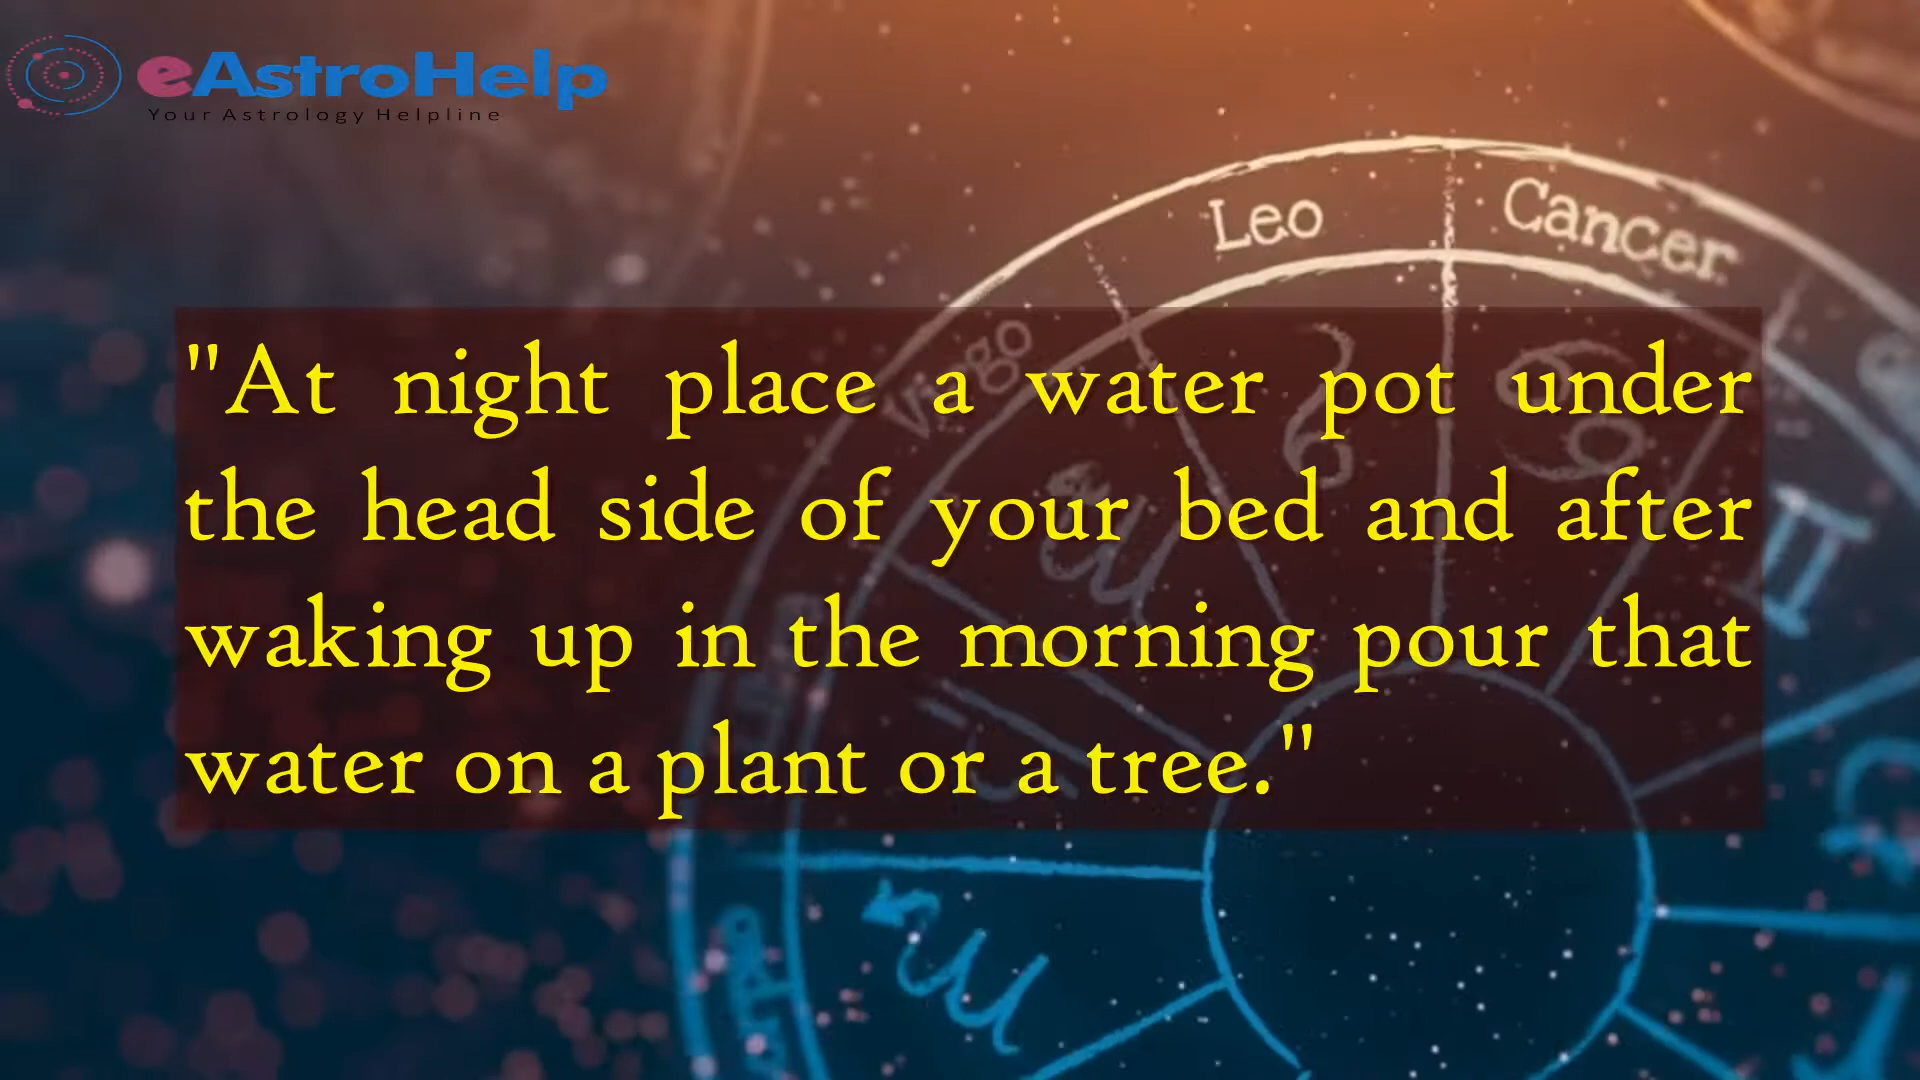 eAstroHelp
Your Astrology Helpline
Leo
Cancer
Virgo
"At night place a water pot under
the head side of your bed and after
waking up in the morning pour that
water on a plant or a tree."